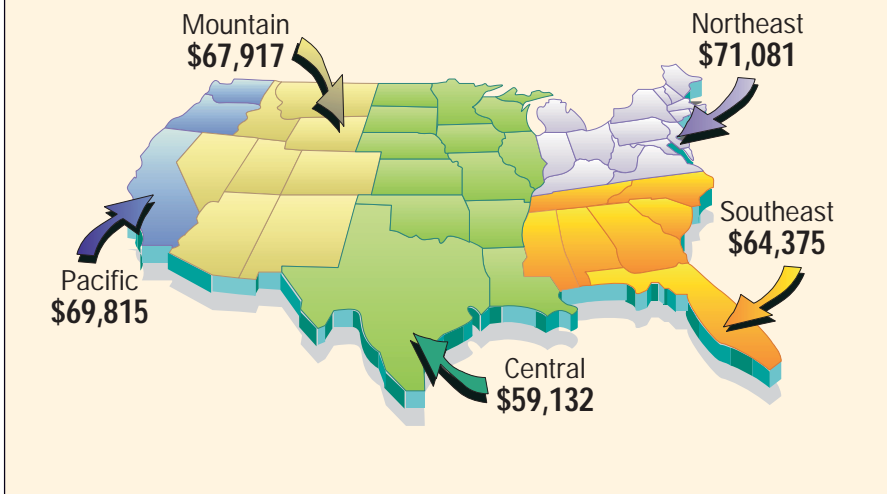 Mountain
$67,917
Northeast
$71,081
Southeast
$64,375
Pacific
$69,815
Central
$59,132